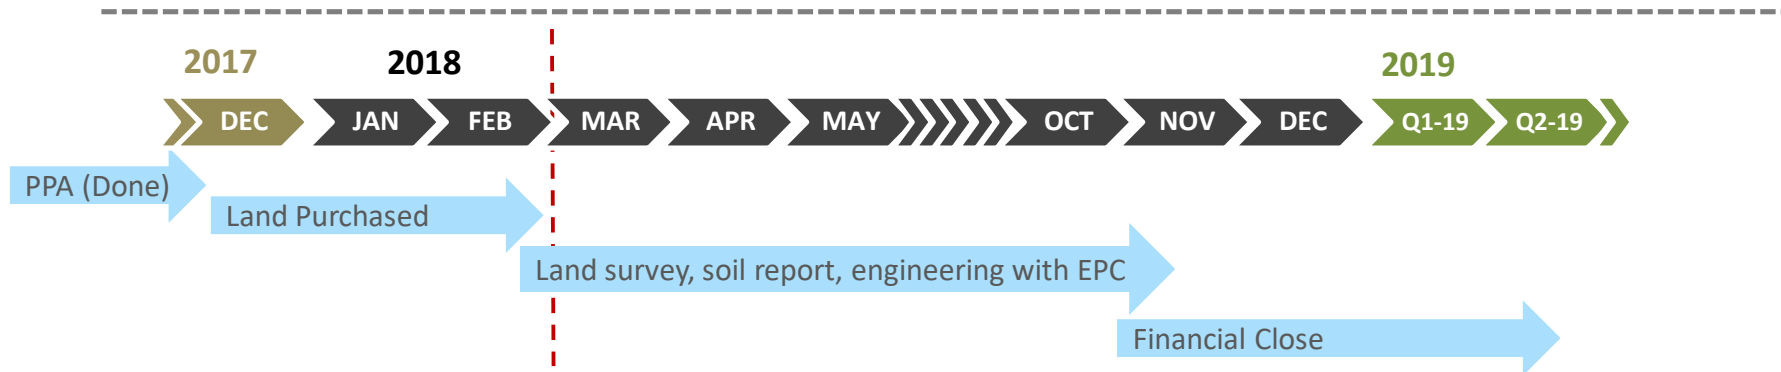 2017 2018 2019
DEC JAN FEB MAR APR MAY OCT NOV DEC Q1-19 Q2-19
PPA (Done)
Land Purchased
Land survey, soil report, engineering with EPC
Financial Close